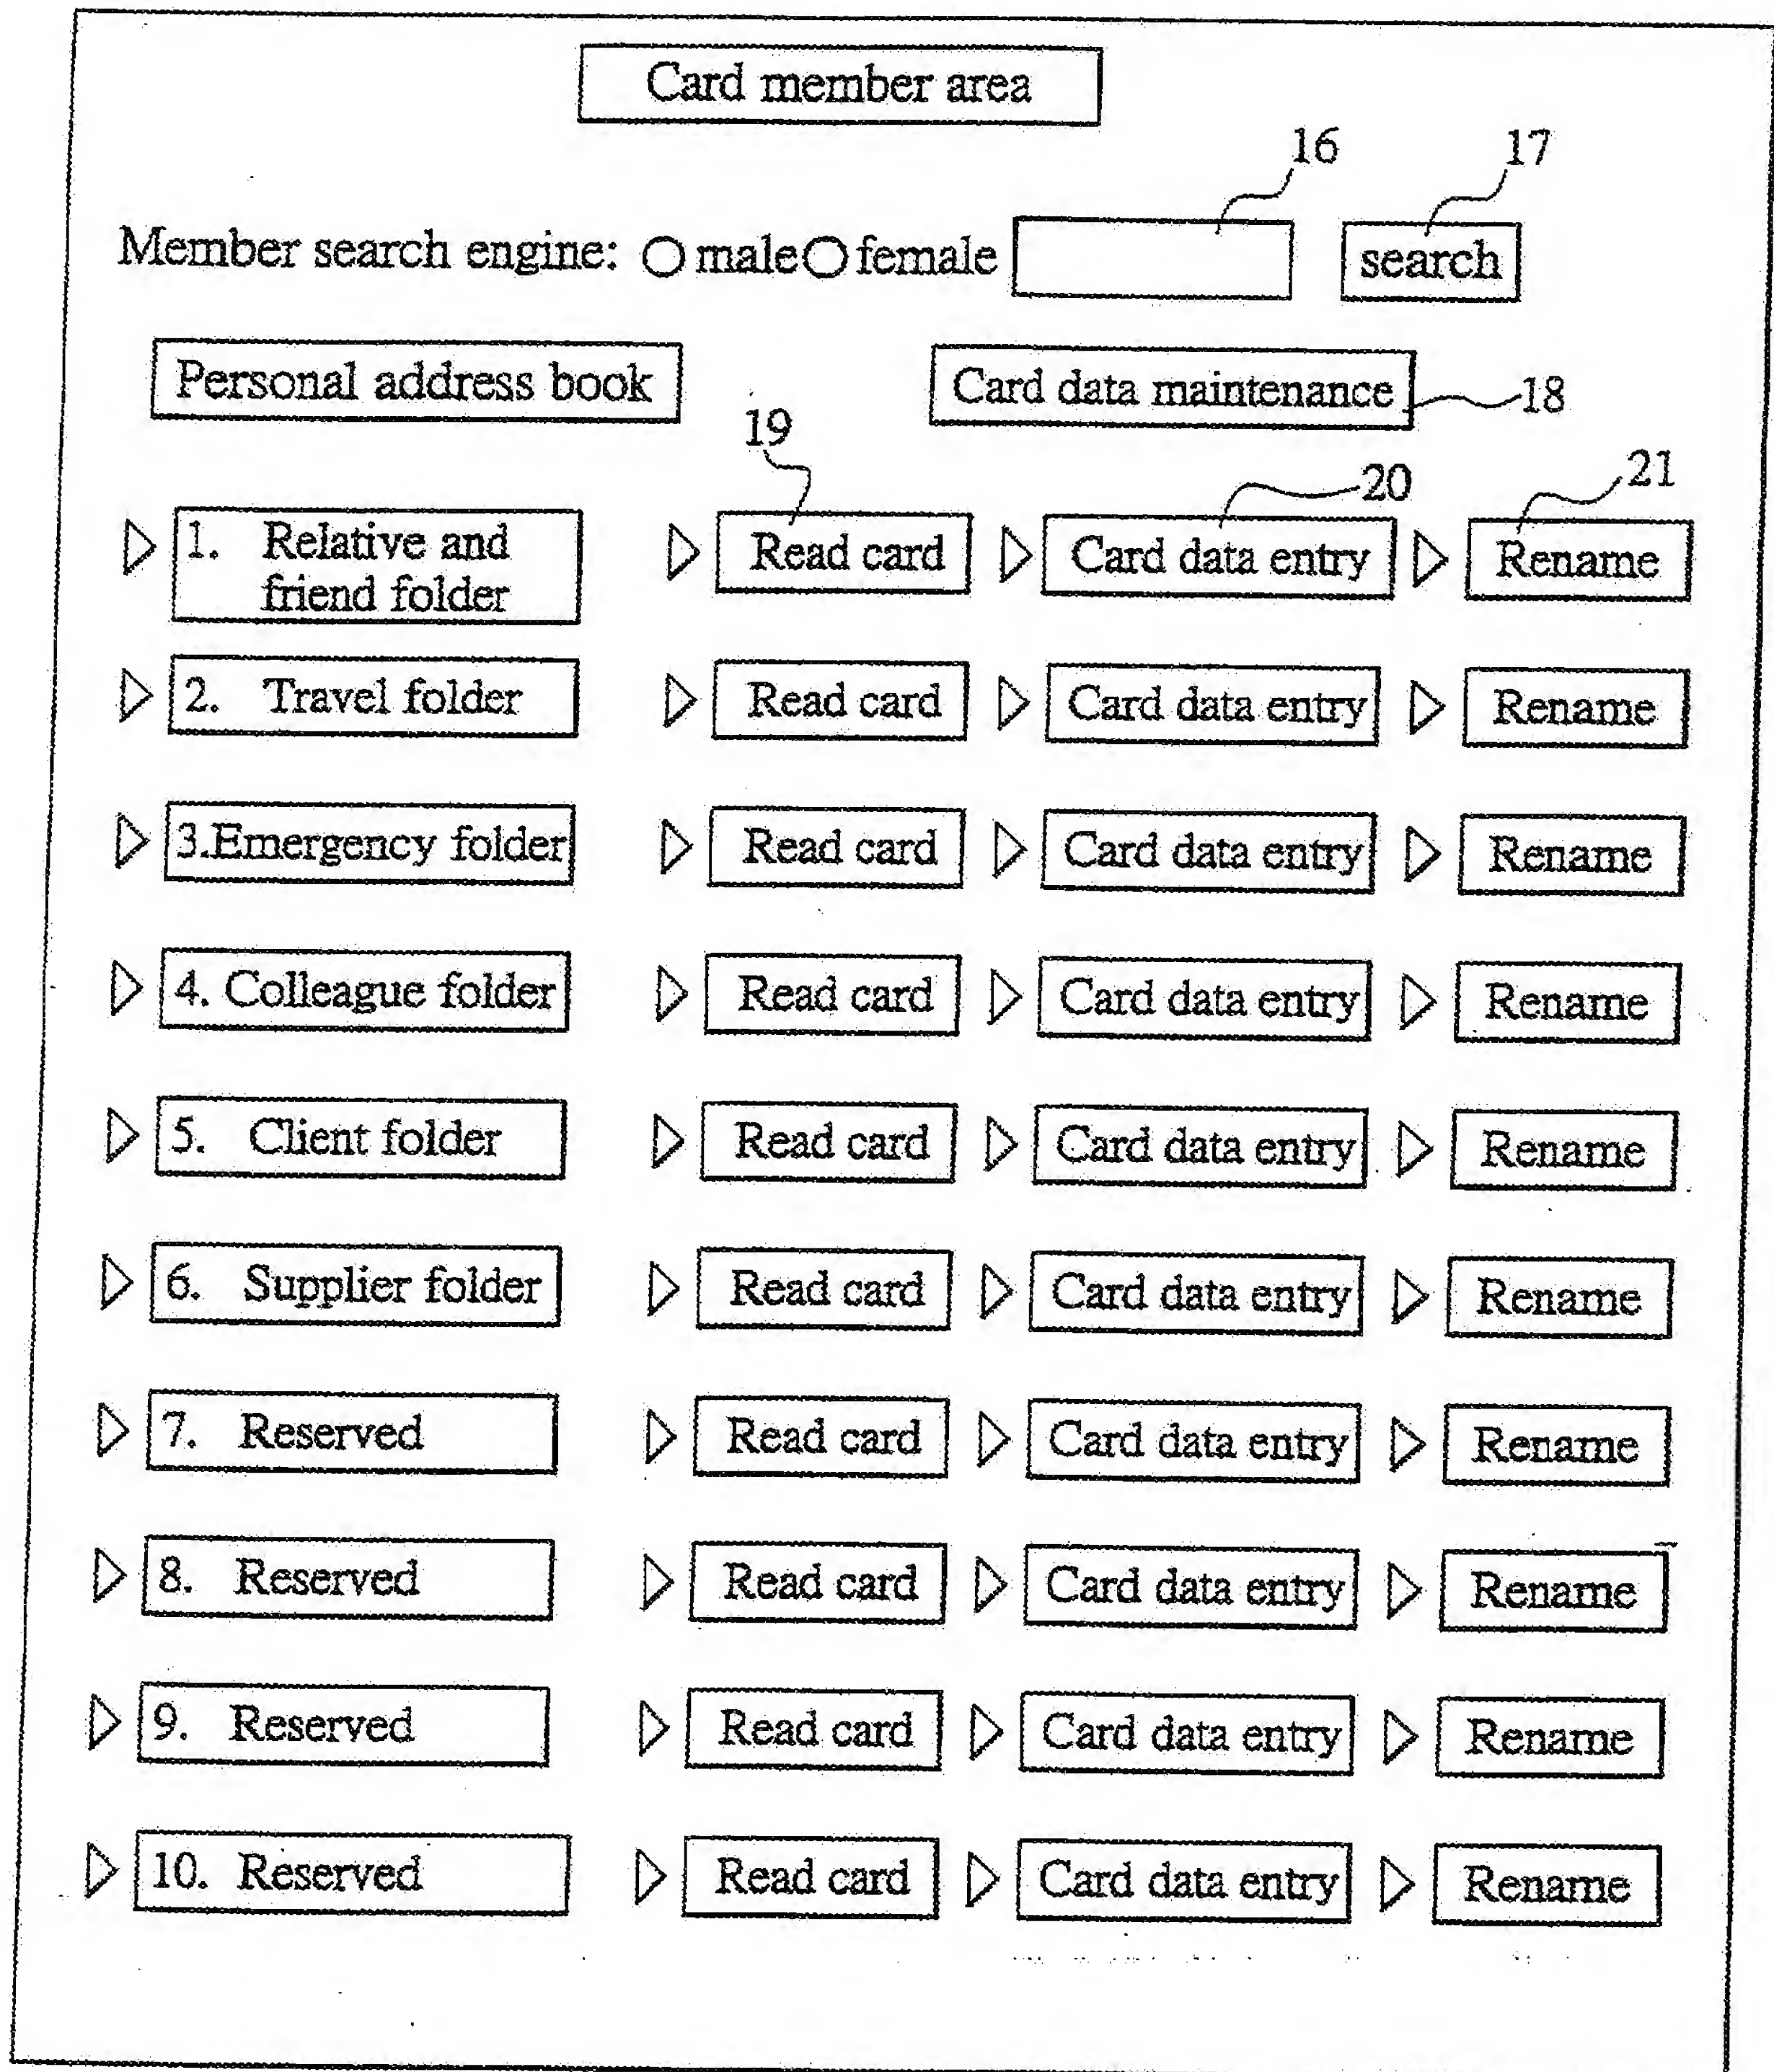 Card member area
16 17
Member search engine: male female search
Personal address book Card data maintenance 18
19
20 21
1. Relative and friend folder Read card Card data entry Rename
2. Travel folder Read card Card data entry Rename
3.Emergency folder Read card Card data entry Rename
4. Colleague folder Read card Card data entry Rename
5. Client folder Read card Card data entry Rename
6. Supplier folder Read card Card data entry Rename
7. Reserved Read card Card data entry Rename
8. Reserved Read card Card data entry Rename
9. Reserved Read card Card data entry Rename
10. Reserved Read card Card data entry Rename